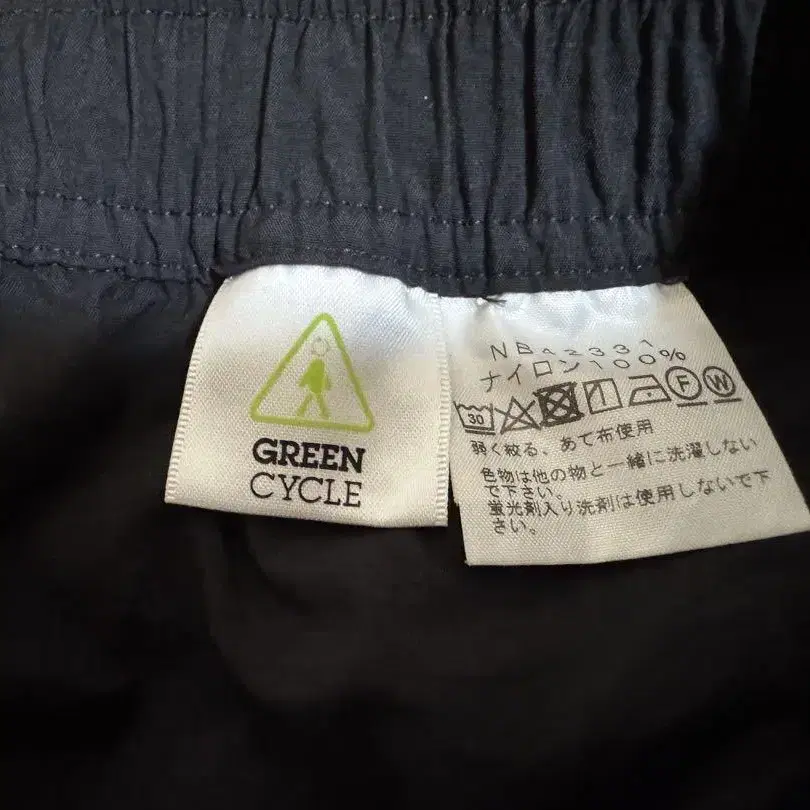 GREEN
CYCLE
NB42331
ナイロン100%
30 F W
弱く絞る、あて布使用
色物は他の物と一緒に洗濯しない
で下さい。
蛍光剤入り洗剤は使用しないで下
さい。